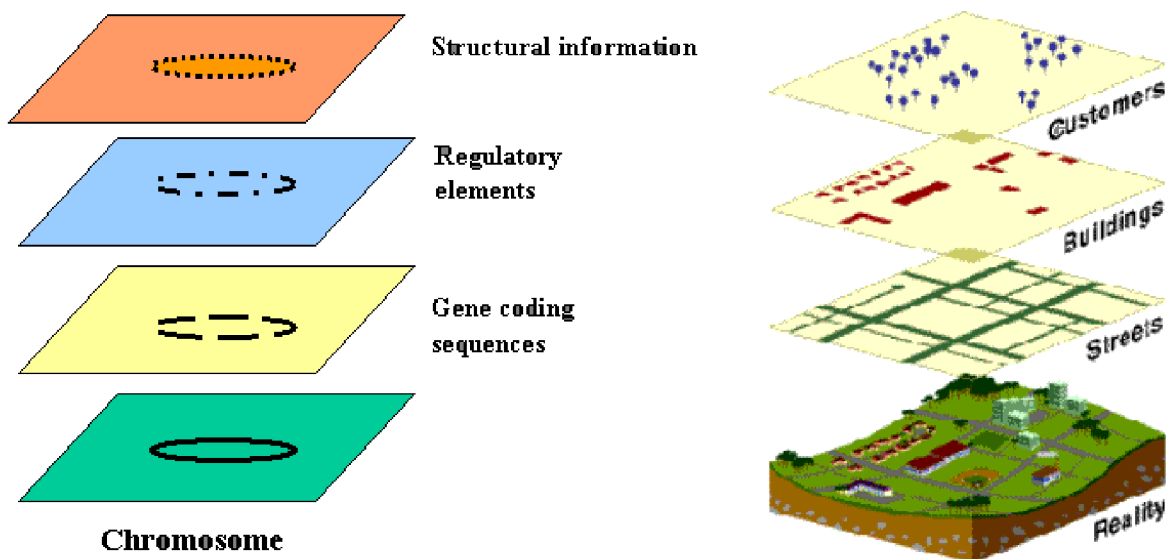 Structural information
Regulatory
elements
Gene coding
sequences
Chromosome
Customers
Buildings
Streets
Reality